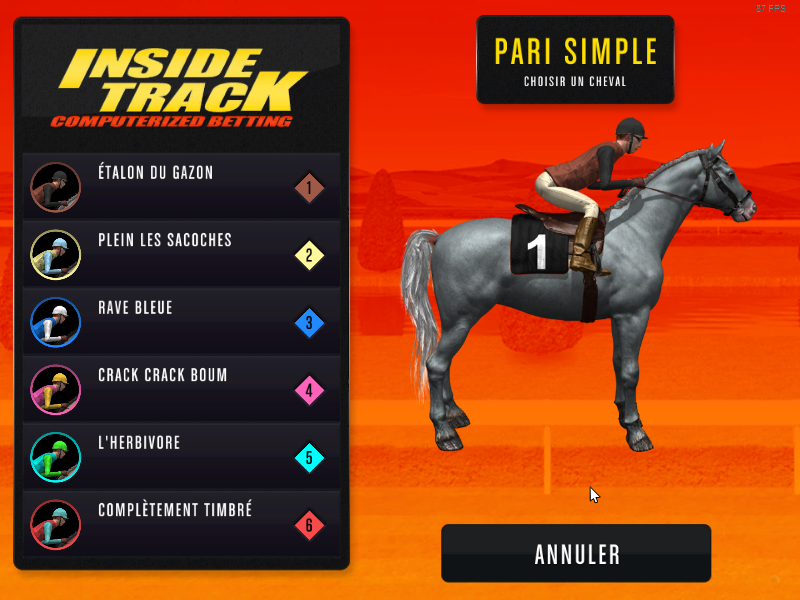 37 FPS
INSIDE
TRACK
COMPUTERIZED BETTING
PARI SIMPLE
CHOISIR UN CHEVAL
ÉTALON DU GAZON
1
PLEIN LES SACOCHES
2
RAVE BLEUE
3
CRACK CRACK BOUM
4
L'HERBIVORE
5
COMPLÈTEMENT TIMBRÉ
6
1
ANNULER